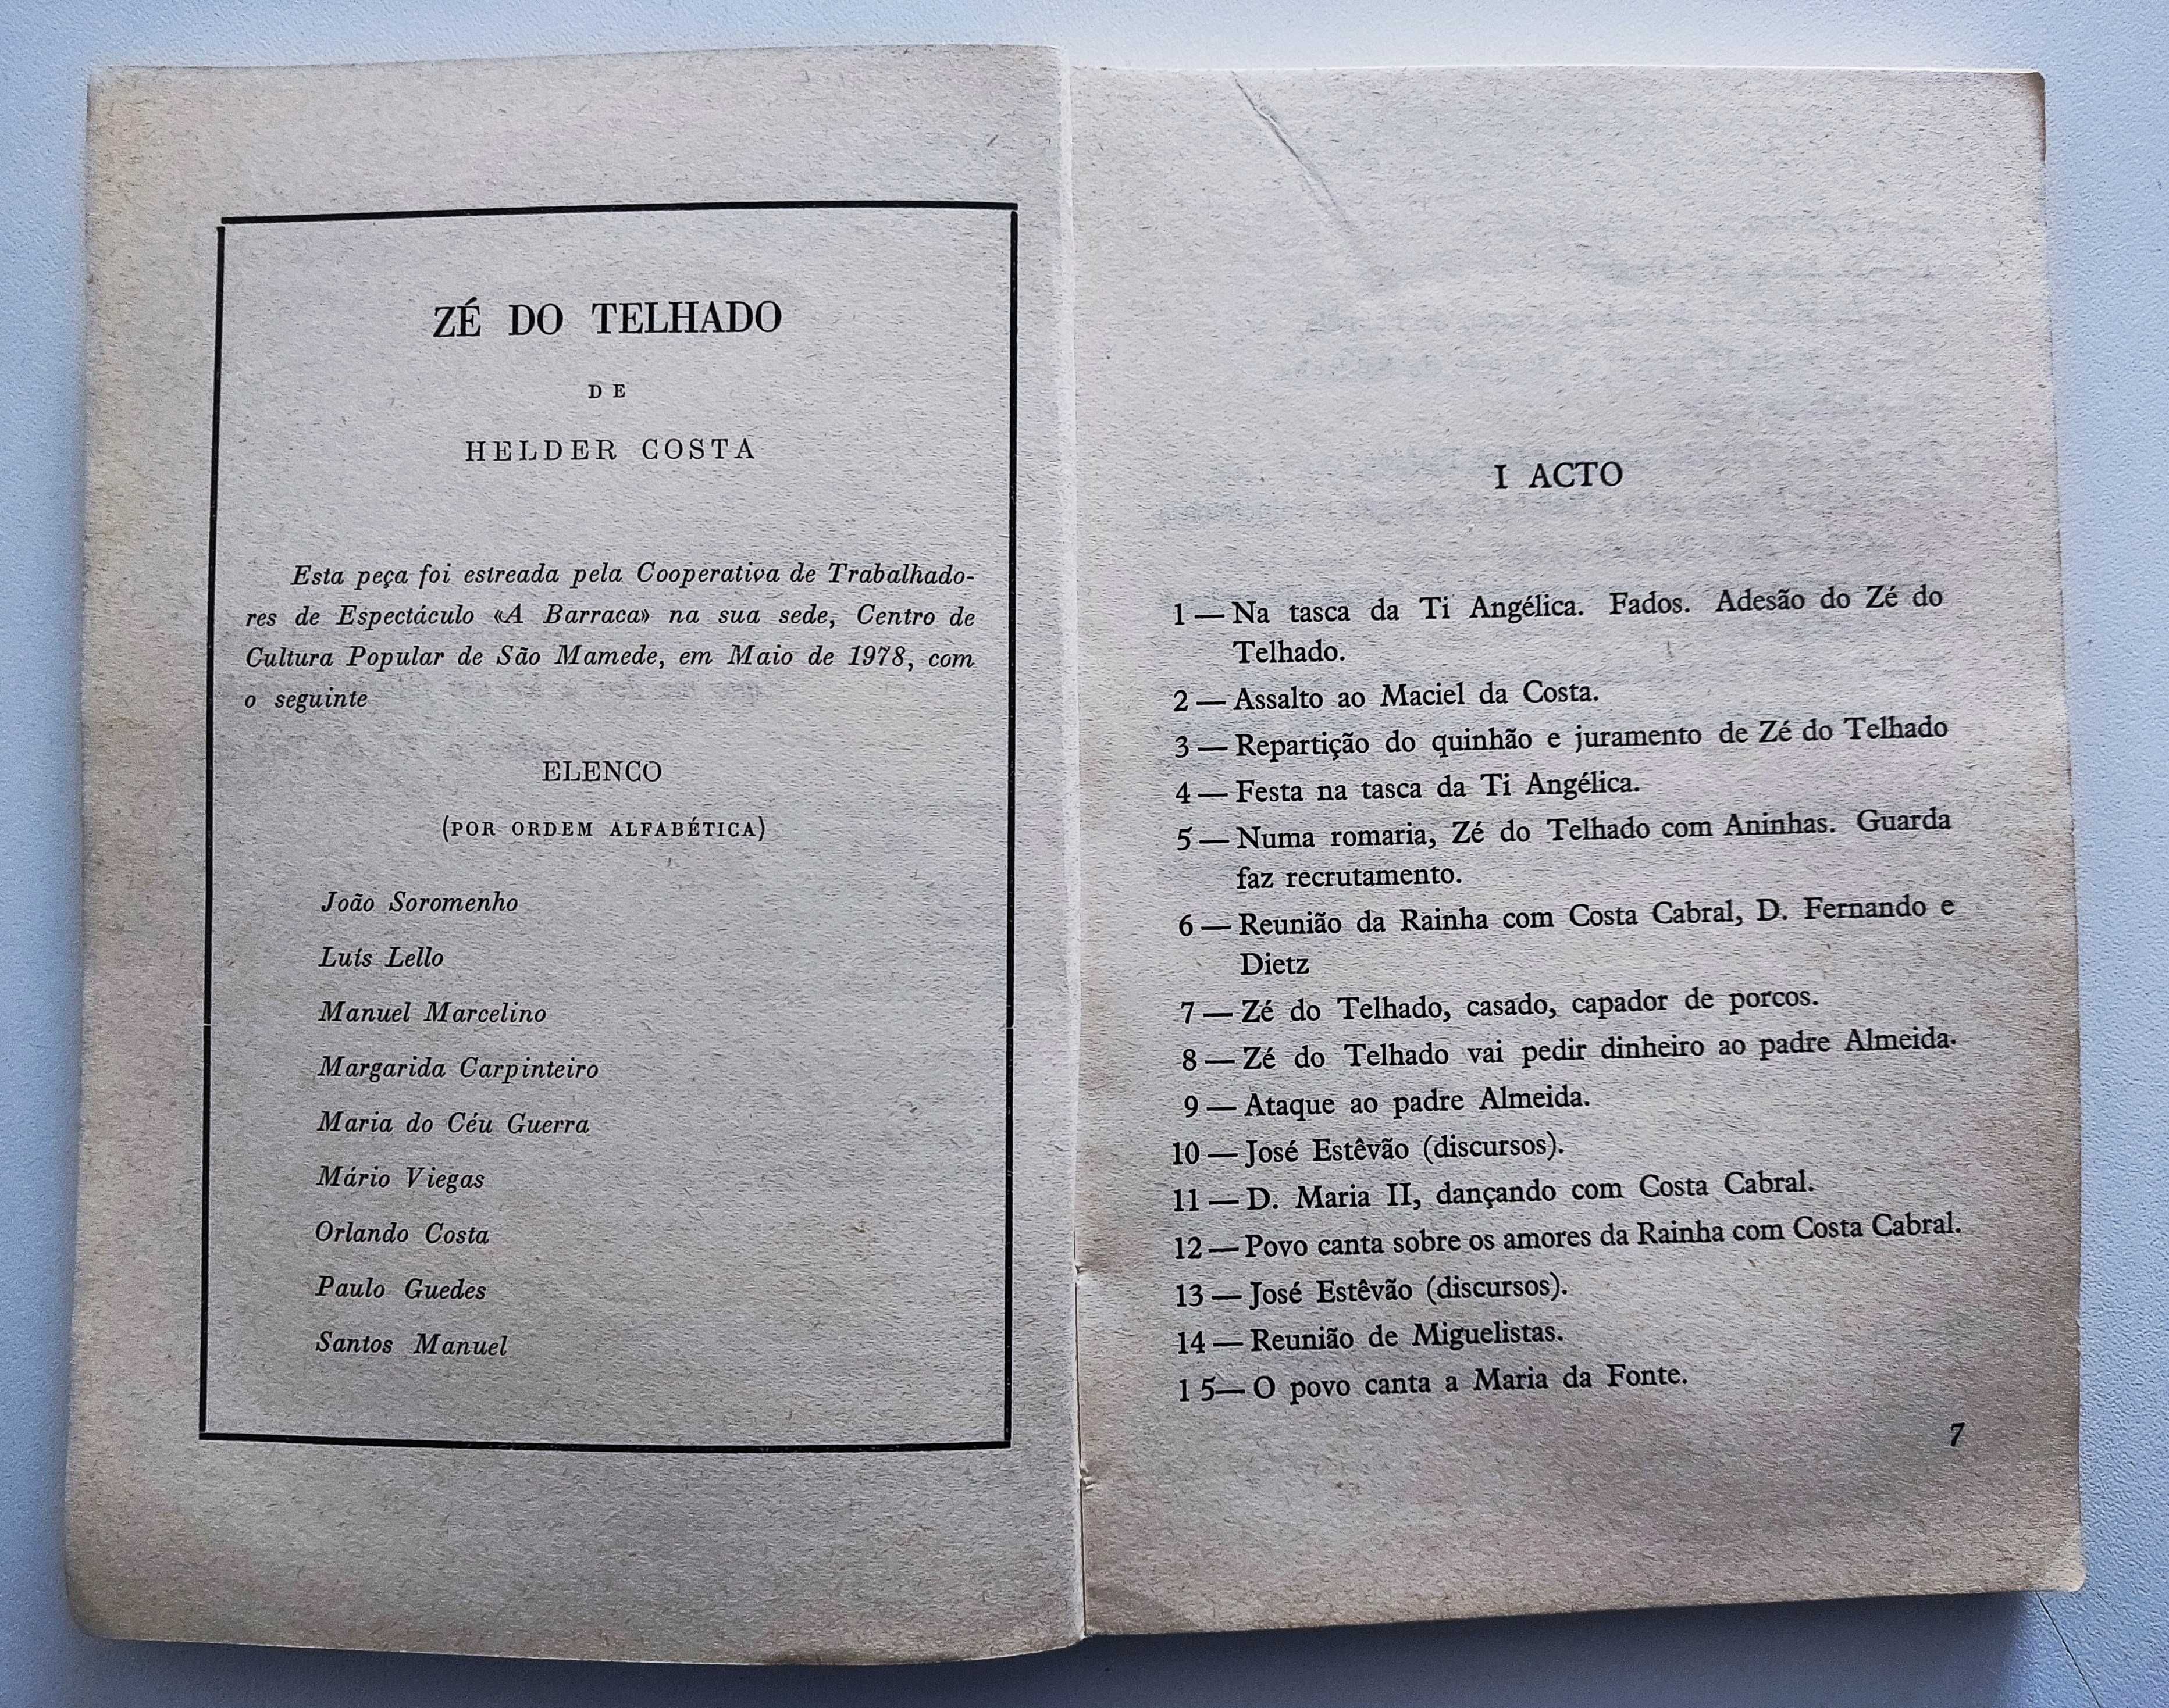 ZÉ DO TELHADO
DE
HELDER COSTA
Esta peça foi estreada pela Cooperativa de Trabalhado-
res de Espectáculo «A Barraca» na sua sede, Centro de
Cultura Popular de São Mamede, em Maio de 1978, com
o seguinte
ELENCO
(POR ORDEM ALFABÉTICA)
João Soromenho
Luís Lello
Manuel Marcelino
Margarida Carpinteiro
Maria do Céu Guerra
Mário Viegas
Orlando Costa
Paulo Guedes
Santos Manuel
I ACTO
1 — Na tasca da Ti Angélica. Fados. Adesão do Zé do
Telhado.
2 — Assalto ao Maciel da Costa.
3 — Repartição do quinhão e juramento de Zé do Telhado
4 — Festa na tasca da Ti Angélica.
5 — Numa romaria, Zé do Telhado com Aninhas. Guarda
faz recrutamento.
6 — Reunião da Rainha com Costa Cabral, D. Fernando e
Dietz
7 — Zé do Telhado, casado, capador de porcos.
8 — Zé do Telhado vai pedir dinheiro ao padre Almeida.
9 — Ataque ao padre Almeida.
10 — José Estêvão (discursos).
11 — D. Maria II, dançando com Costa Cabral.
12 — Povo canta sobre os amores da Rainha com Costa Cabral.
13 — José Estêvão (discursos).
14 — Reunião de Miguelistas.
1 5— O povo canta a Maria da Fonte.
7